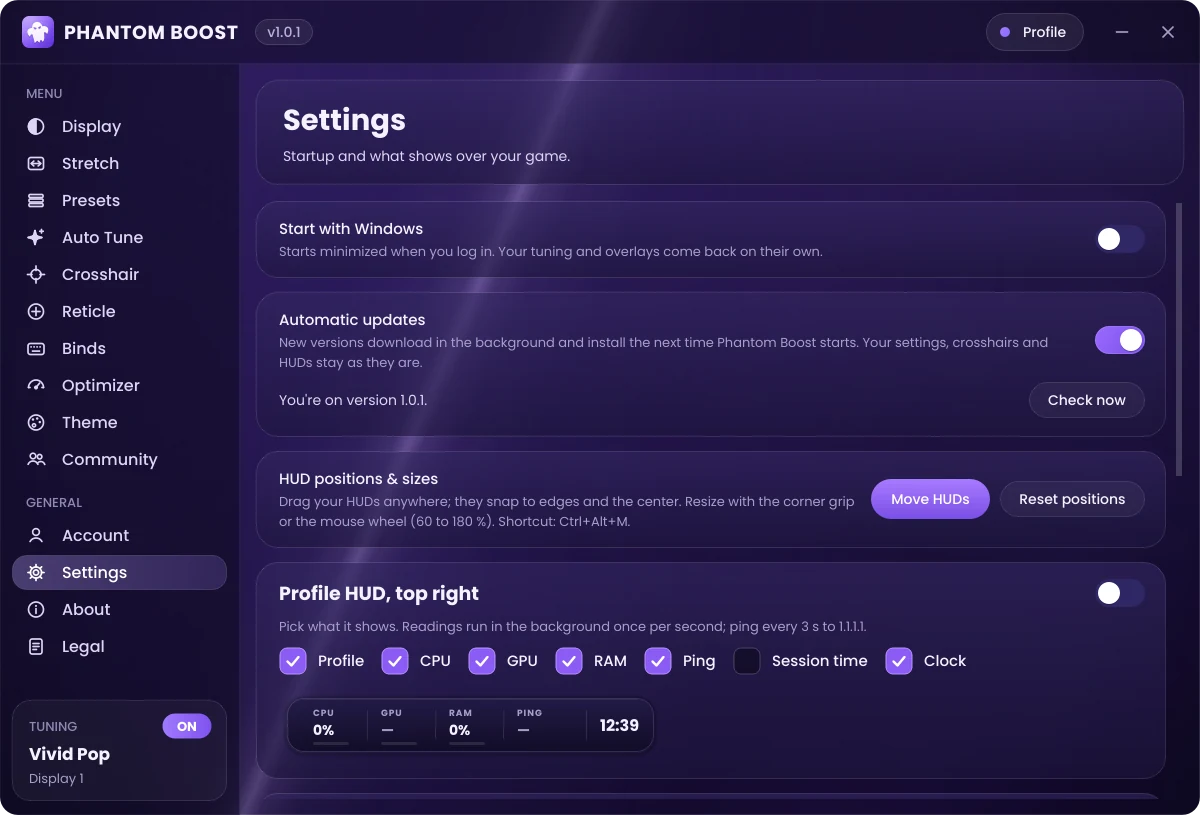 PHANTOM BOOST
v1.0.1
Profile
MENU
Display
Stretch
Presets
Auto Tune
Crosshair
Reticle
Binds
Optimizer
Theme
Community
GENERAL
Account
Settings
About
Legal
TUNING
ON
Vivid Pop
Display 1
Settings
Startup and what shows over your game.
Start with Windows
Starts minimized when you log in. Your tuning and overlays come back on their own.
Automatic updates
New versions download in the background and install the next time Phantom Boost starts. Your settings, crosshairs and
HUDs stay as they are.
You're on version 1.0.1.
Check now
HUD positions & sizes
Drag your HUDs anywhere; they snap to edges and the center. Resize with the corner grip
or the mouse wheel (60 to 180 %). Shortcut: Ctrl+Alt+M.
Move HUDs
Reset positions
Profile HUD, top right
Pick what it shows. Readings run in the background once per second; ping every 3 s to 1.1.1.1.
Profile CPU GPU RAM Ping Session time Clock
CPU GPU RAM PING
0% — 0% — 12:39